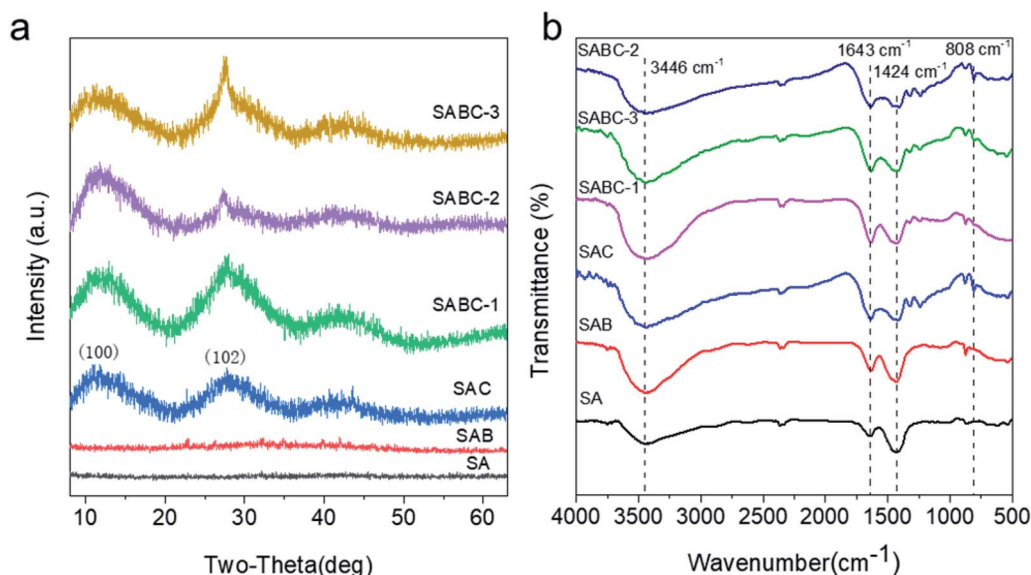 a
SABC-3
SABC-2
SABC-1
(100)
(102)
SAC
SAB
SA
Intensity (a.u.)
10 20 30 40 50 60
Two-Theta(deg)
b
SABC-2
3446 cm-1
1643 cm-1
808 cm-1
1424 cm-1
SABC-3
SABC-1
SAC
SAB
SA
Transmittance (%)
4000 3500 3000 2500 2000 1500 1000 500
Wavenumber(cm-1)